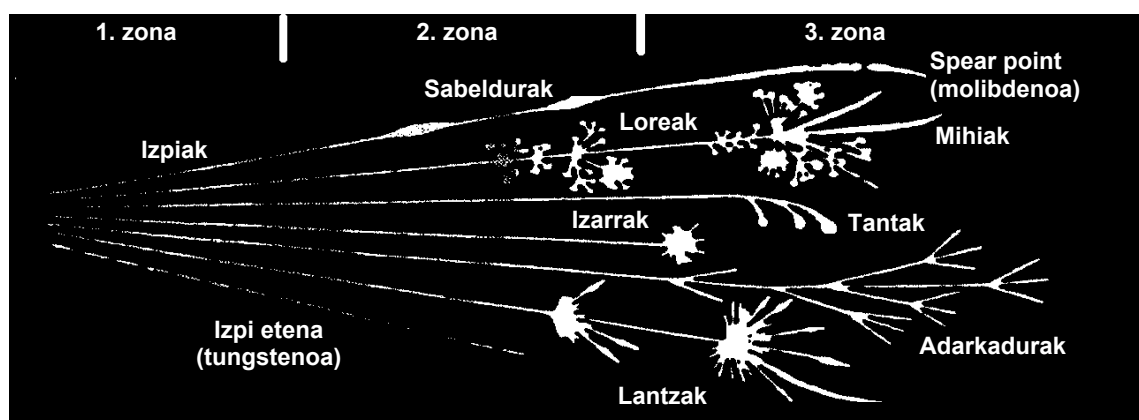 1. zona
2. zona
3. zona
Spear point
(molibdenoa)
Sabeldurak
Loreak
Mihiak
Izpiak
Izarrak
Tantak
Izpi etena
(tungstenoa)
Adarkadurak
Lantzak